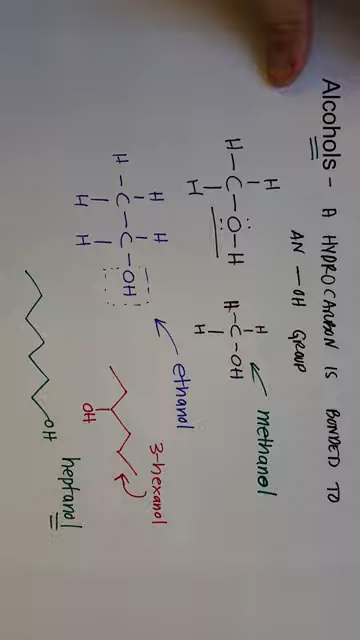 Alcohols - A HYDROCARBON IS BONDED TO
AN -OH GROUP
H
H-C-O-H
H
H
H-C-OH
H
methanol
H H
H-C-C-OH
H H
ethanol
OH
3-hexanol
OH
heptanol